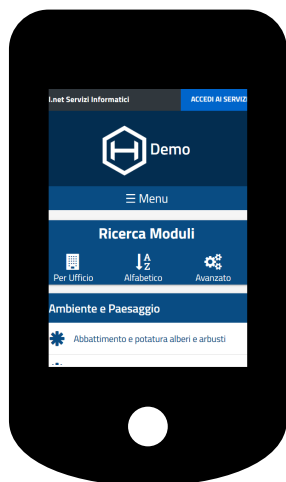 .net Servizi Informatici
ACCEDI AI SERVIZI
Demo
☰ Menu
Ricerca Moduli
Per Ufficio
Alfabetico
Avanzato
Ambiente e Paesaggio
Abbattimento e potatura alberi e arbusti